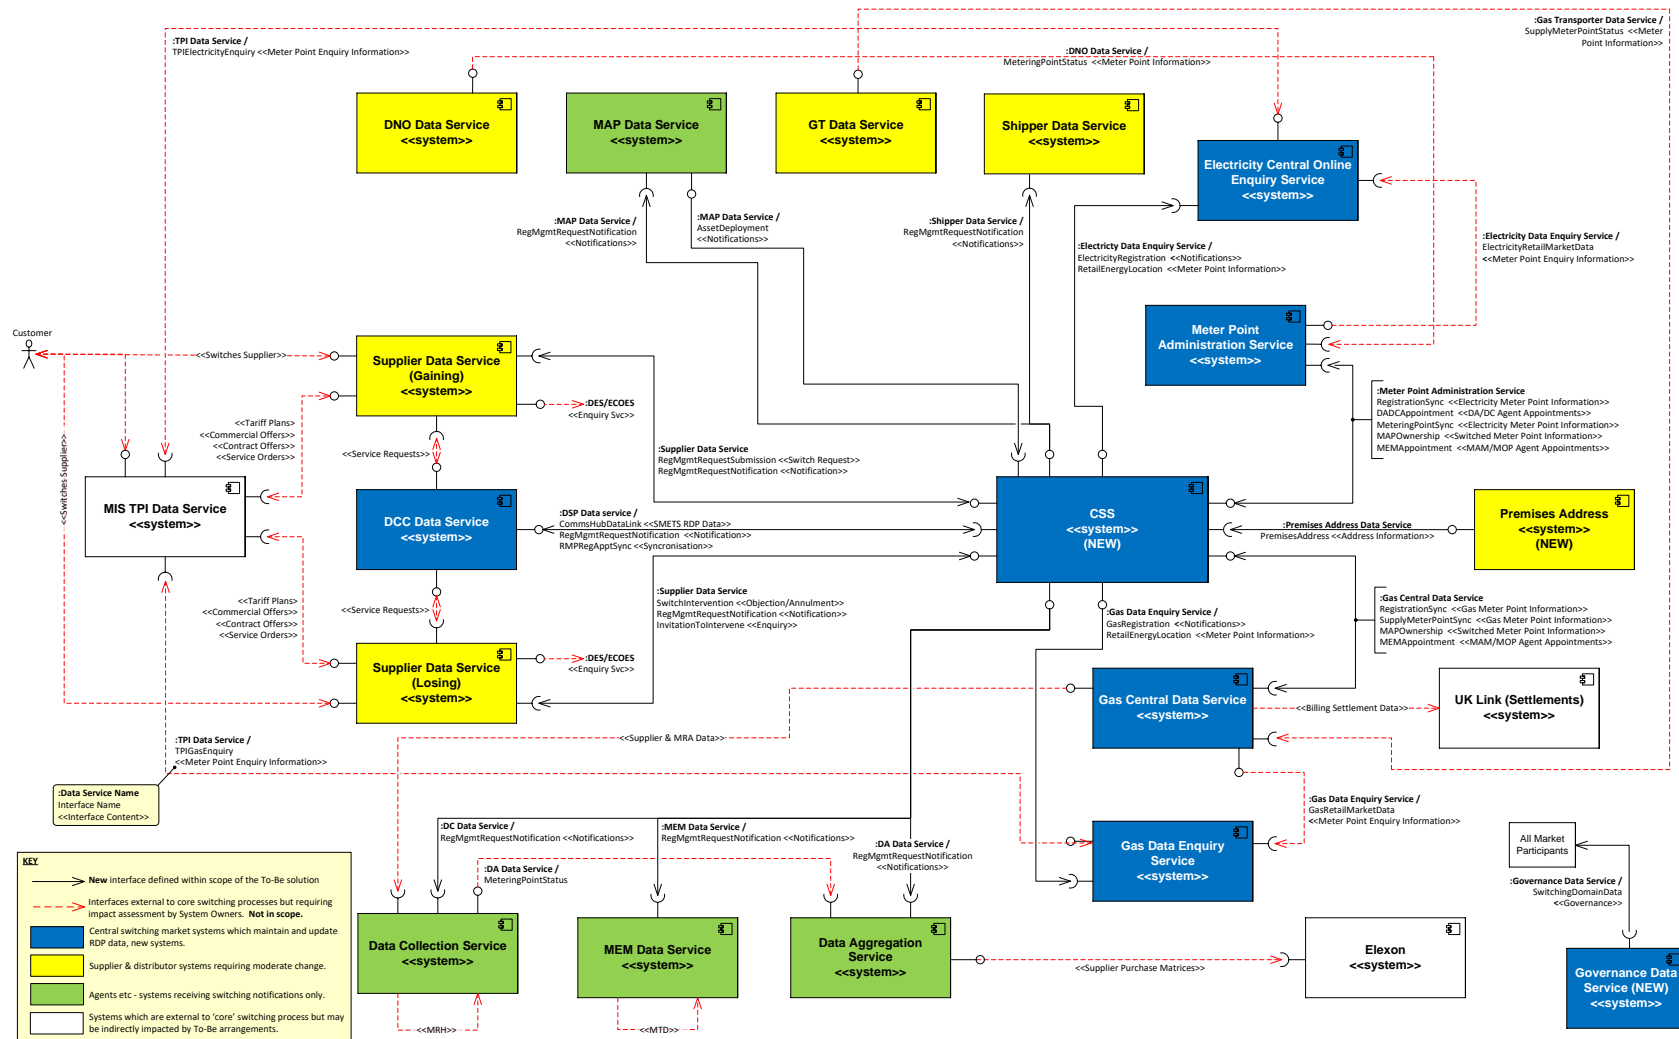 :Gas Transporter Data Service /
SupplyMeterPointStatus <<Meter
Point Information>>
:TPI Data Service /
TPIElectricityEnquiry <<Meter Point Enquiry Information>>
:DNO Data Service /
MeteringPointStatus <<Meter Point Information>>
DNO Data Service
<<system>>
MAP Data Service
<<system>>
GT Data Service
<<system>>
Shipper Data Service
<<system>>
Electricity Central Online
Enquiry Service
<<system>>
:MAP Data Service /
RegMgmtRequestNotification
<<Notifications>>
:MAP Data Service /
AssetDeployment
<<Notifications>>
:Shipper Data Service /
RegMgmtRequestNotification
<<Notifications>>
:Electricty Data Enquiry Service /
ElectricityRegistration <<Notifications>>
RetailEnergyLocation <<Meter Point Information>>
:Electricity Data Enquiry Service /
ElectricityRetailMarketData
<<Meter Point Enquiry Information>>
Meter Point
Administration Service
<<system>>
Customer
<<Switches Supplier>>
Supplier Data Service
(Gaining)
<<system>>
:DES/ECOES
<<Enquiry Svc>>
<<Tariff Plans>
<<Commercial Offers>>
<<Contract Offers>>
<<Service Orders>>
<<Service Requests>>
<<Switches Supplier>>
:Supplier Data Service
RegMgmtRequestSubmission <<Switch Request>>
RegMgmtRequestNotification <<Notification>>
:Meter Point Administration Service
RegistrationSync <<Electricity Meter Point Information>>
DADCAppointment <<DA/DC Agent Appointments>>
MeteringPointSync <<Electricity Meter Point Information>
MAPOwnership <<Switched Meter Point Information>>
MEMAppointment <<MAM/MOP Agent Appointments>>
MIS TPI Data Service
<<system>>
DCC Data Service
<<system>>
:DSP Data service /
CommsHubDataLink <<SMETS RDP Data>>
RegMgmtRequestNotification <<Notification>>
RMPRegApptSync <<Syncronisation>>
CSS
<<system>>
(NEW)
:Premises Address Data Service
PremisesAddress <<Address Information>>
Premises Address
<<system>>
(NEW)
<<Tariff Plans>
<<Commercial Offers>>
<<Contract Offers>>
<<Service Orders>>
<<Service Requests>>
:Supplier Data Service
SwitchIntervention <<Objection/Annulment>>
RegMgmtRequestNotification <<Notification>>
InvitationToIntervene <<Enquiry>>
:Gas Data Enquiry Service /
GasRegistration <<Notifications>>
RetailEnergyLocation <<Meter Point Information>>
:Gas Central Data Service
RegistrationSync <<Gas Meter Point Information>>
SupplyMeterPointSync <<Gas Meter Point Information>>
MAPOwnership <<Switched Meter Point Information>>
MEMAppointment <<MAM/MOP Agent Appointments>>
Supplier Data Service
(Losing)
<<system>>
:DES/ECOES
<<Enquiry Svc>>
Gas Central Data Service
<<system>>
<<Billing Settlement Data>>
UK Link (Settlements)
<<system>>
<<Supplier & MRA Data>>
:TPI Data Service /
TPIGasEnquiry
<<Meter Point Enquiry Information>>
:Data Service Name
Interface Name
<<Interface Content>>
:Gas Data Enquiry Service /
GasRetailMarketData
<<Meter Point Enquiry Information>>
:DC Data Service /
RegMgmtRequestNotification <<Notifications>>
:MEM Data Service /
RegMgmtRequestNotification <<Notifications>>
:DA Data Service /
RegMgmtRequestNotification
<<Notifications>>
:DA Data Service /
MeteringPointStatus
Gas Data Enquiry
Service
<<system>>
All Market
Participants
:Governance Data Service /
SwitchingDomainData
<<Governance>>
KEY
New interface defined within scope of the To-Be solution
Interfaces external to core switching processes but requiring
impact assessment by System Owners. Not in scope.
Central switching market systems which maintain and update
RDP data, new systems.
Supplier & distributor systems requiring moderate change.
Agents etc - systems receiving switching notifications only.
Systems which are external to 'core' switching process but may
be indirectly impacted by To-Be arrangements.
Data Collection Service
<<system>>
MEM Data Service
<<system>>
Data Aggregation
Service
<<system>>
<<Supplier Purchase Matrices>>
Elexon
<<system>>
Governance Data
Service (NEW)
<<system>>
<<MRH>>
<<MTD>>